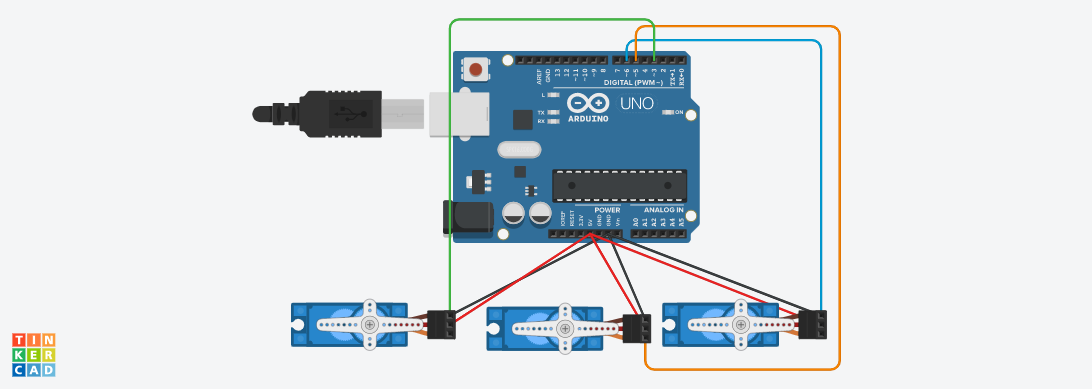 AREF
GND
13
12
~11
~10
~9
8
7
~6
~5
4
~3
2
TX→1
RX←0
DIGITAL (PWM~)
L
TX
RX
ARDUINO
UNO
ON
POWER
ANALOG IN
IOREF
RESET
3.3V
5V
GND
GND
Vin
A0
A1
A2
A3
A4
A5
TIN
KER
CAD